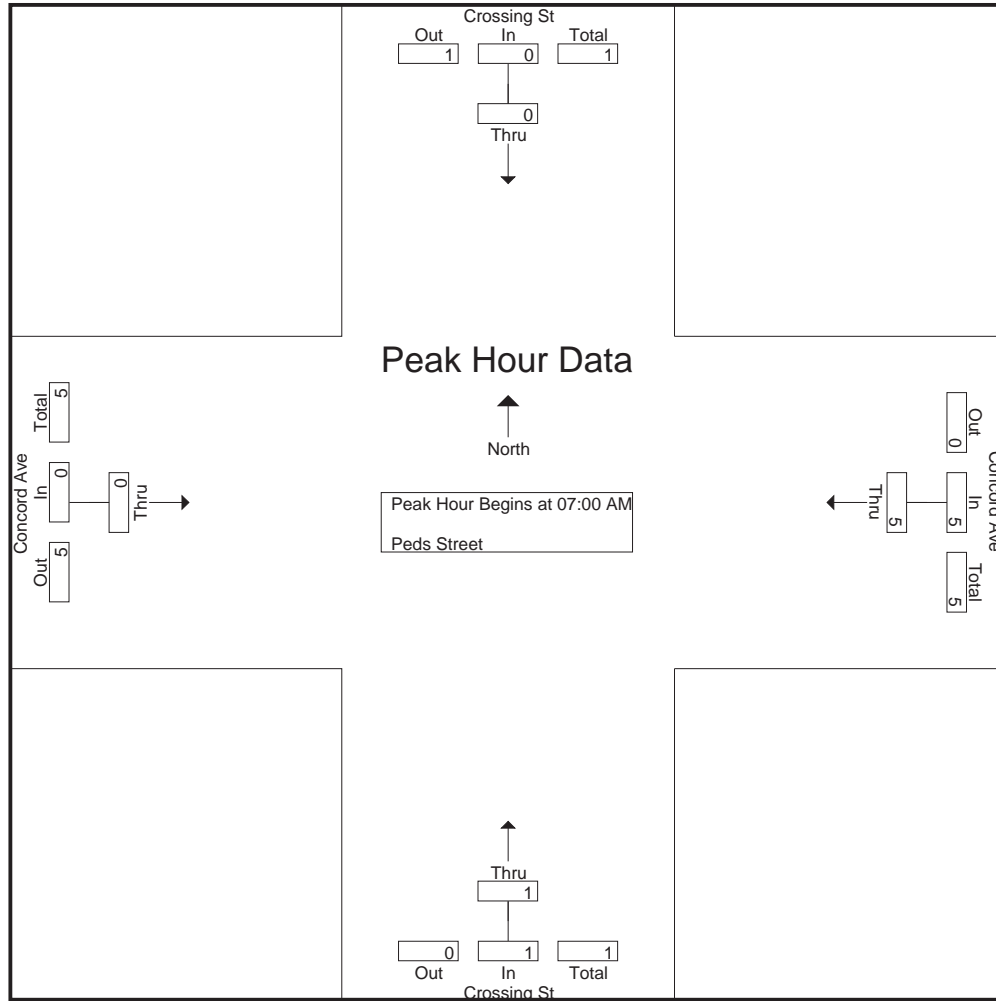 Crossing St
Out In Total
1 0 1
0
Thru
Peak Hour Data
North
Peak Hour Begins at 07:00 AM
Peds Street
Concord Ave
Out In Total
5 0 5
0
Thru
Concord Ave
Out In Total
0 5 5
5
Thru
Thru
1
0 1 1
Out In Total
Crossing St